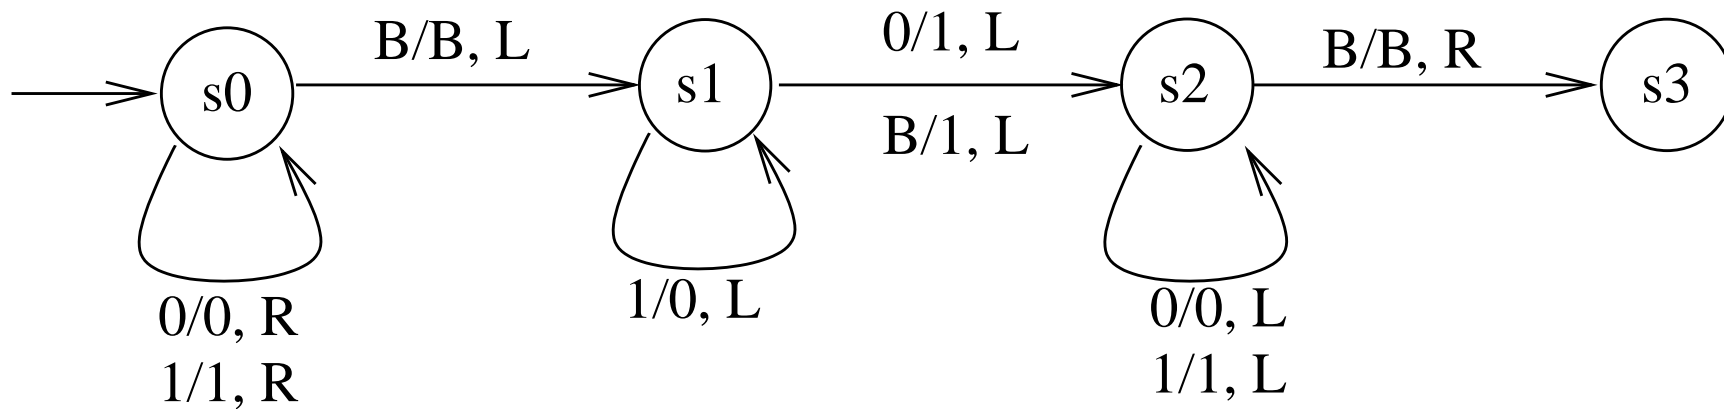 B/B, L
0/1, L
B/B, R
s0
s1
s2
s3
B/1, L
0/0, R
1/1, R
1/0, L
0/0, L
1/1, L